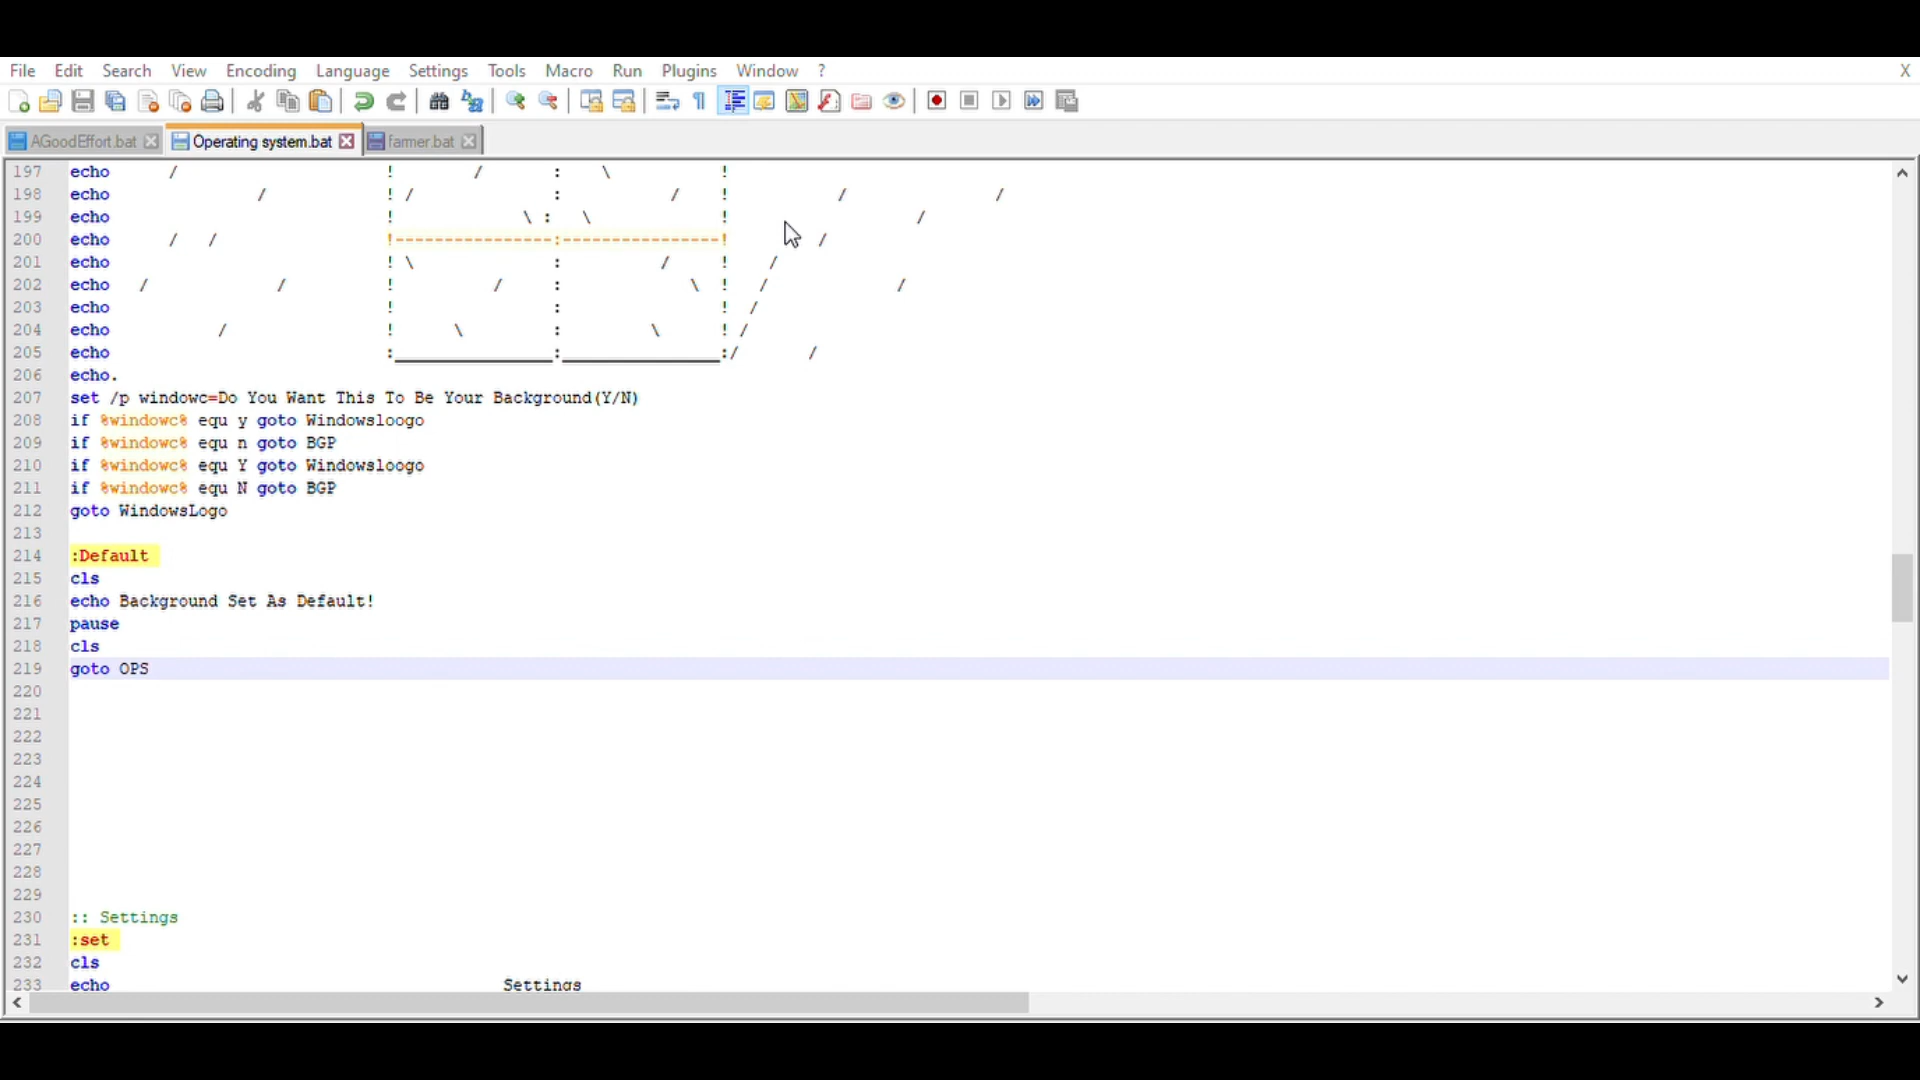 File Edit Search View Encoding Language Settings Tools Macro Run Plugins Window ? X
AGoodEffort.bat Operating system.bat farmer.bat
197 echo      /                     !        /       :    \           !
198 echo               /            ! /              :           /    !           /               /
199 echo                            !             \ :   \             !                   /
200 echo      /   /                 !----------------:----------------!         /
201 echo                            ! \              :          /     !    /
202 echo   /             /          !          /     :             \  !   /             /
203 echo                            !                :                !  /
204 echo           /                !      \         :         \      ! /
205 echo                            :________________:________________:/       /
206 echo.
207 set /p windowc=Do You Want This To Be Your Background(Y/N)
208 if %windowc% equ y goto Windowsloogo
209 if %windowc% equ n goto BGP
210 if %windowc% equ Y goto Windowsloogo
211 if %windowc% equ N goto BGP
212 goto WindowsLogo
213
214 :Default
215 cls
216 echo Background Set As Default!
217 pause
218 cls
219 goto OPS
220
221
222
223
224
225
226
227
228
229
230 :: Settings
231 :set
232 cls
233 echo                                        Settings